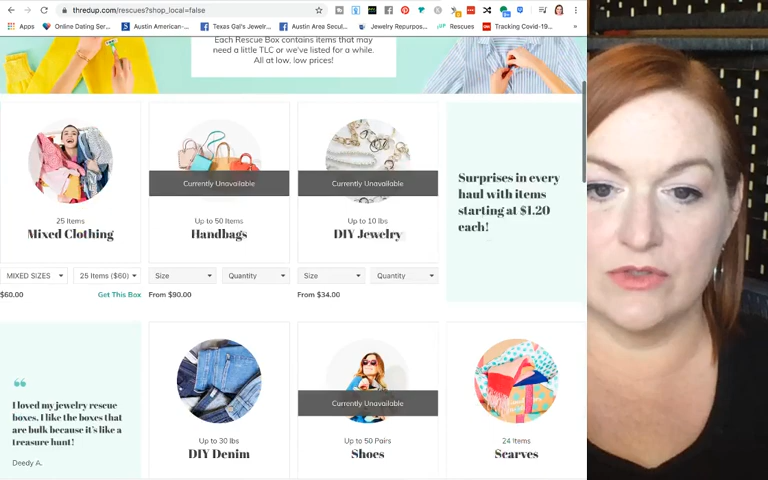 thredup.com/rescues?shop_local=false
Apps
Online Dating Ser...
Austin American-...
Texas Gal's Jewelr...
Austin Area Secul...
Jewelry Repurpos...
Rescues
Tracking Covid-19...
»
Each Rescue Box contains items that may
need a little TLC or we've listed for a while.
All at low, low prices!
25 Items
Mixed Clothing
Currently Unavailable
Up to 50 Items
Handbags
Currently Unavailable
Up to 10 lbs
DIY Jewelry
Surprises in every
haul with items
starting at $1.20
each!
MIXED SIZES
25 Items ($60)
Size
Quantity
Size
Quantity
$60.00
Get This Box
From $90.00
From $34.00
“
I loved my jewelry rescue
boxes. I like the boxes that
are bulk because it's like a
treasure hunt!
Deedy A.
Up to 30 lbs
DIY Denim
Currently Unavailable
Up to 50 Pairs
Shoes
24 Items
Scarves